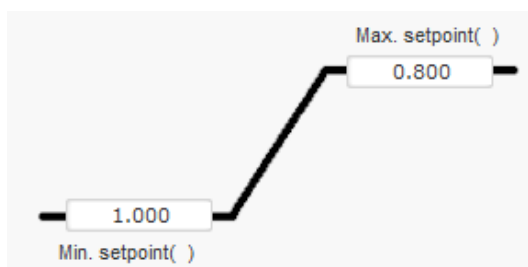 Max. setpoint( )
0.800
1.000
Min. setpoint( )